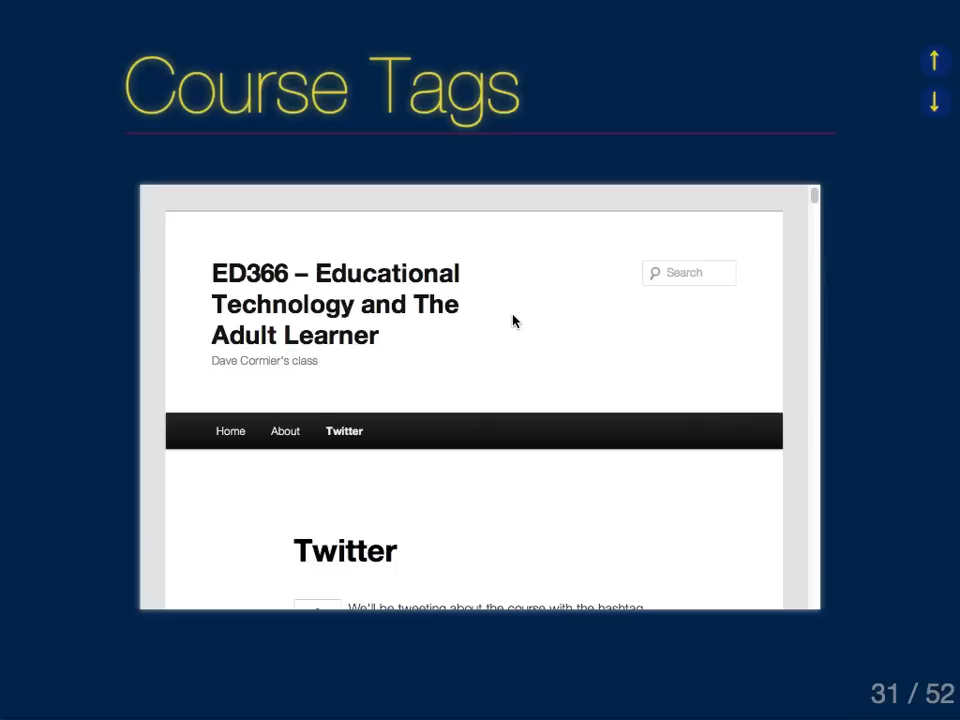 Course Tags
ED366 – Educational
Technology and The
Adult Learner
Dave Cormier's class
Search
Home About Twitter
Twitter
We'll be tweeting about the course with the hashtag
31 / 52